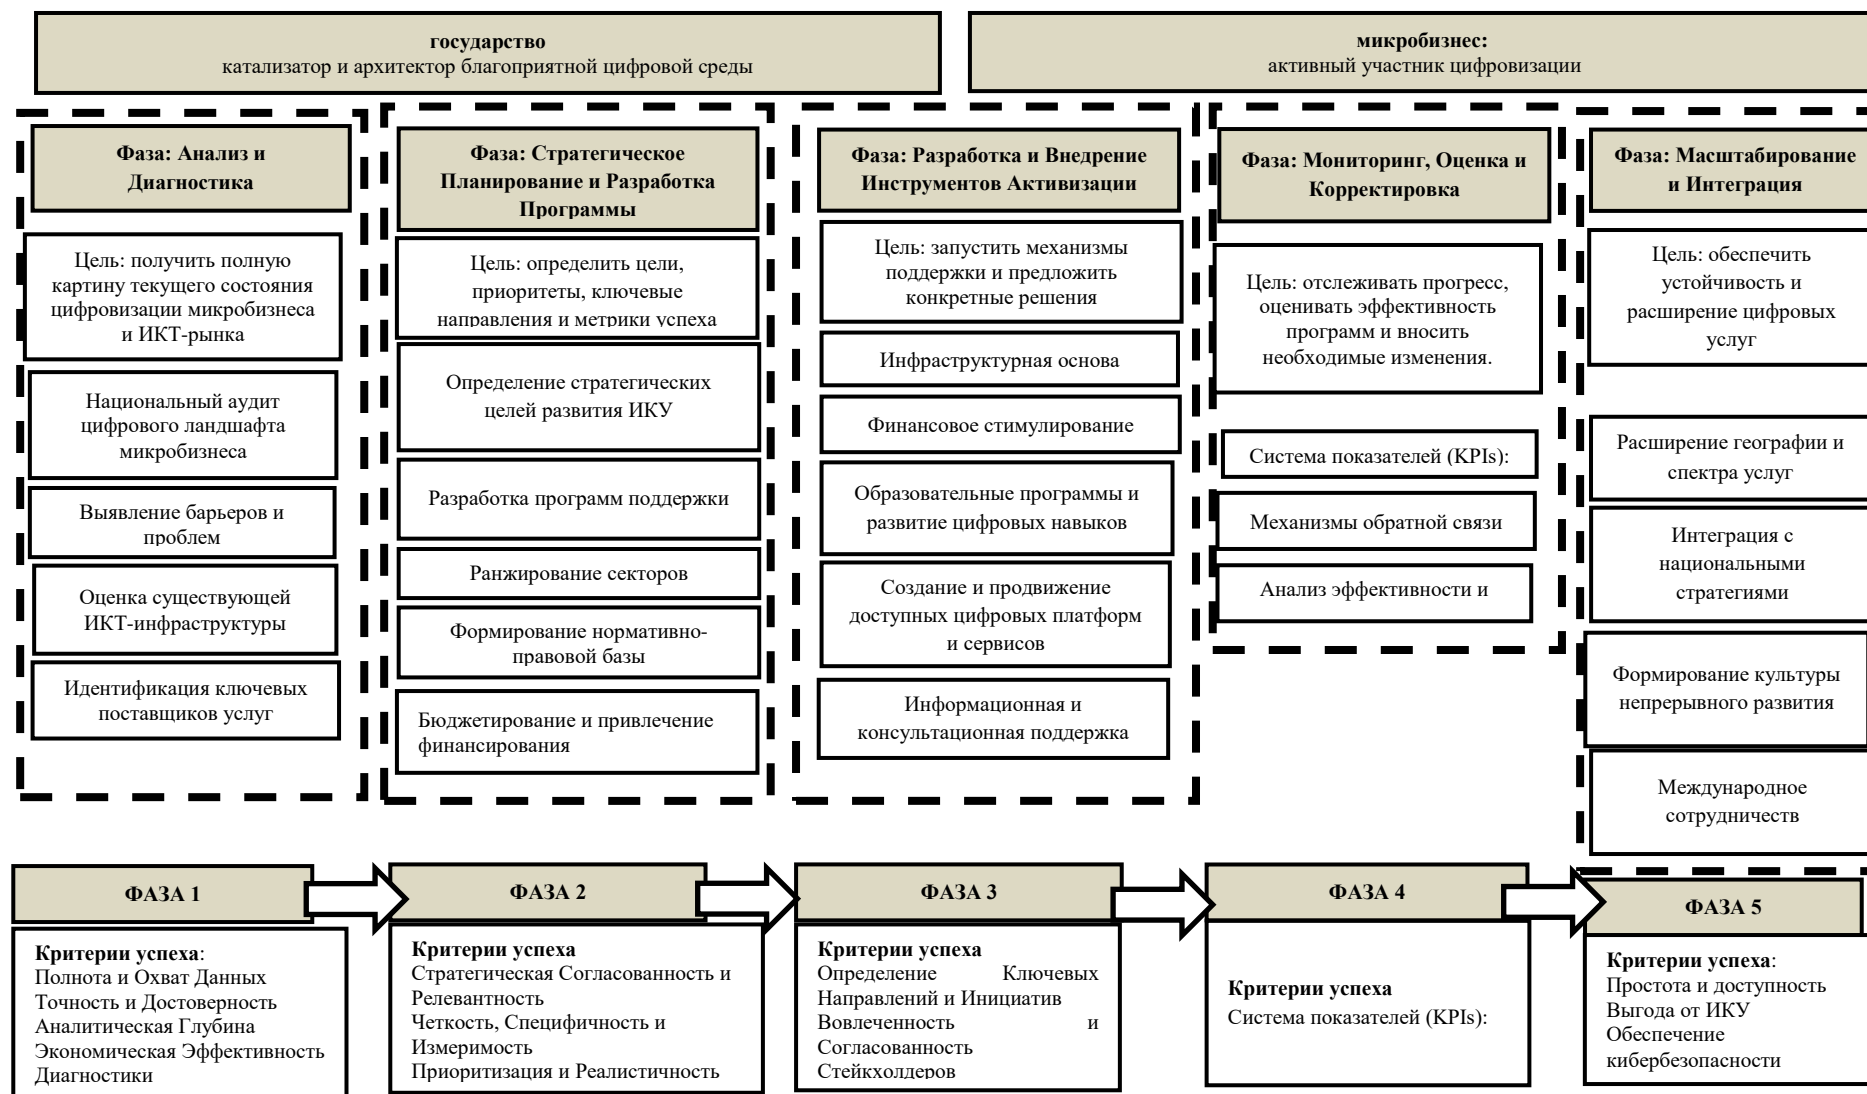 государство
катализатор и архитектор благоприятной цифровой среды
микробизнес:
активный участник цифровизации
Фаза: Анализ и
Диагностика
Цель: получить полную
картину текущего состояния
цифровизации микробизнеса
и ИКТ-рынка
Национальный аудит
цифрового ландшафта
микробизнеса
Выявление барьеров и
проблем
Оценка существующей
ИКТ-инфраструктуры
Идентификация ключевых
поставщиков услуг
Фаза: Стратегическое
Планирование и Разработка
Программы
Цель: определить цели,
приоритеты, ключевые
направления и метрики успеха
Определение стратегических
целей развития ИКУ
Разработка программ поддержки
Ранжирование секторов
Формирование нормативно-
правовой базы
Бюджетирование и привлечение
финансирования
Фаза: Разработка и Внедрение
Инструментов Активизации
Цель: запустить механизмы
поддержки и предложить
конкретные решения
Инфраструктурная основа
Финансовое стимулирование
Образовательные программы и
развитие цифровых навыков
Создание и продвижение
доступных цифровых платформ
и сервисов
Информационная и
консультационная поддержка
Фаза: Мониторинг, Оценка и
Корректировка
Цель: отслеживать прогресс,
оценивать эффективность
программ и вносить
необходимые изменения.
Система показателей (KPIs):
Механизмы обратной связи
Анализ эффективности и
Фаза: Масштабирование
и Интеграция
Цель: обеспечить
устойчивость и
расширение цифровых
услуг
Расширение географии и
спектра услуг
Интеграция с
национальными
стратегиями
Формирование культуры
непрерывного развития
Международное
сотрудничеств
ФАЗА 1
Критерии успеха:
Полнота и Охват Данных
Точность и Достоверность
Аналитическая Глубина
Экономическая Эффективность
Диагностики
ФАЗА 2
Критерии успеха
Стратегическая Согласованность и
Релевантность
Четкость, Специфичность и
Измеримость
Приоритизация и Реалистичность
ФАЗА 3
Критерии успеха
Определение Ключевых
Направлений и Инициатив
Вовлеченность и
Согласованность
Стейкхолдеров
ФАЗА 4
Критерии успеха
Система показателей (KPIs):
ФАЗА 5
Критерии успеха:
Простота и доступность
Выгода от ИКУ
Обеспечение
кибербезопасности